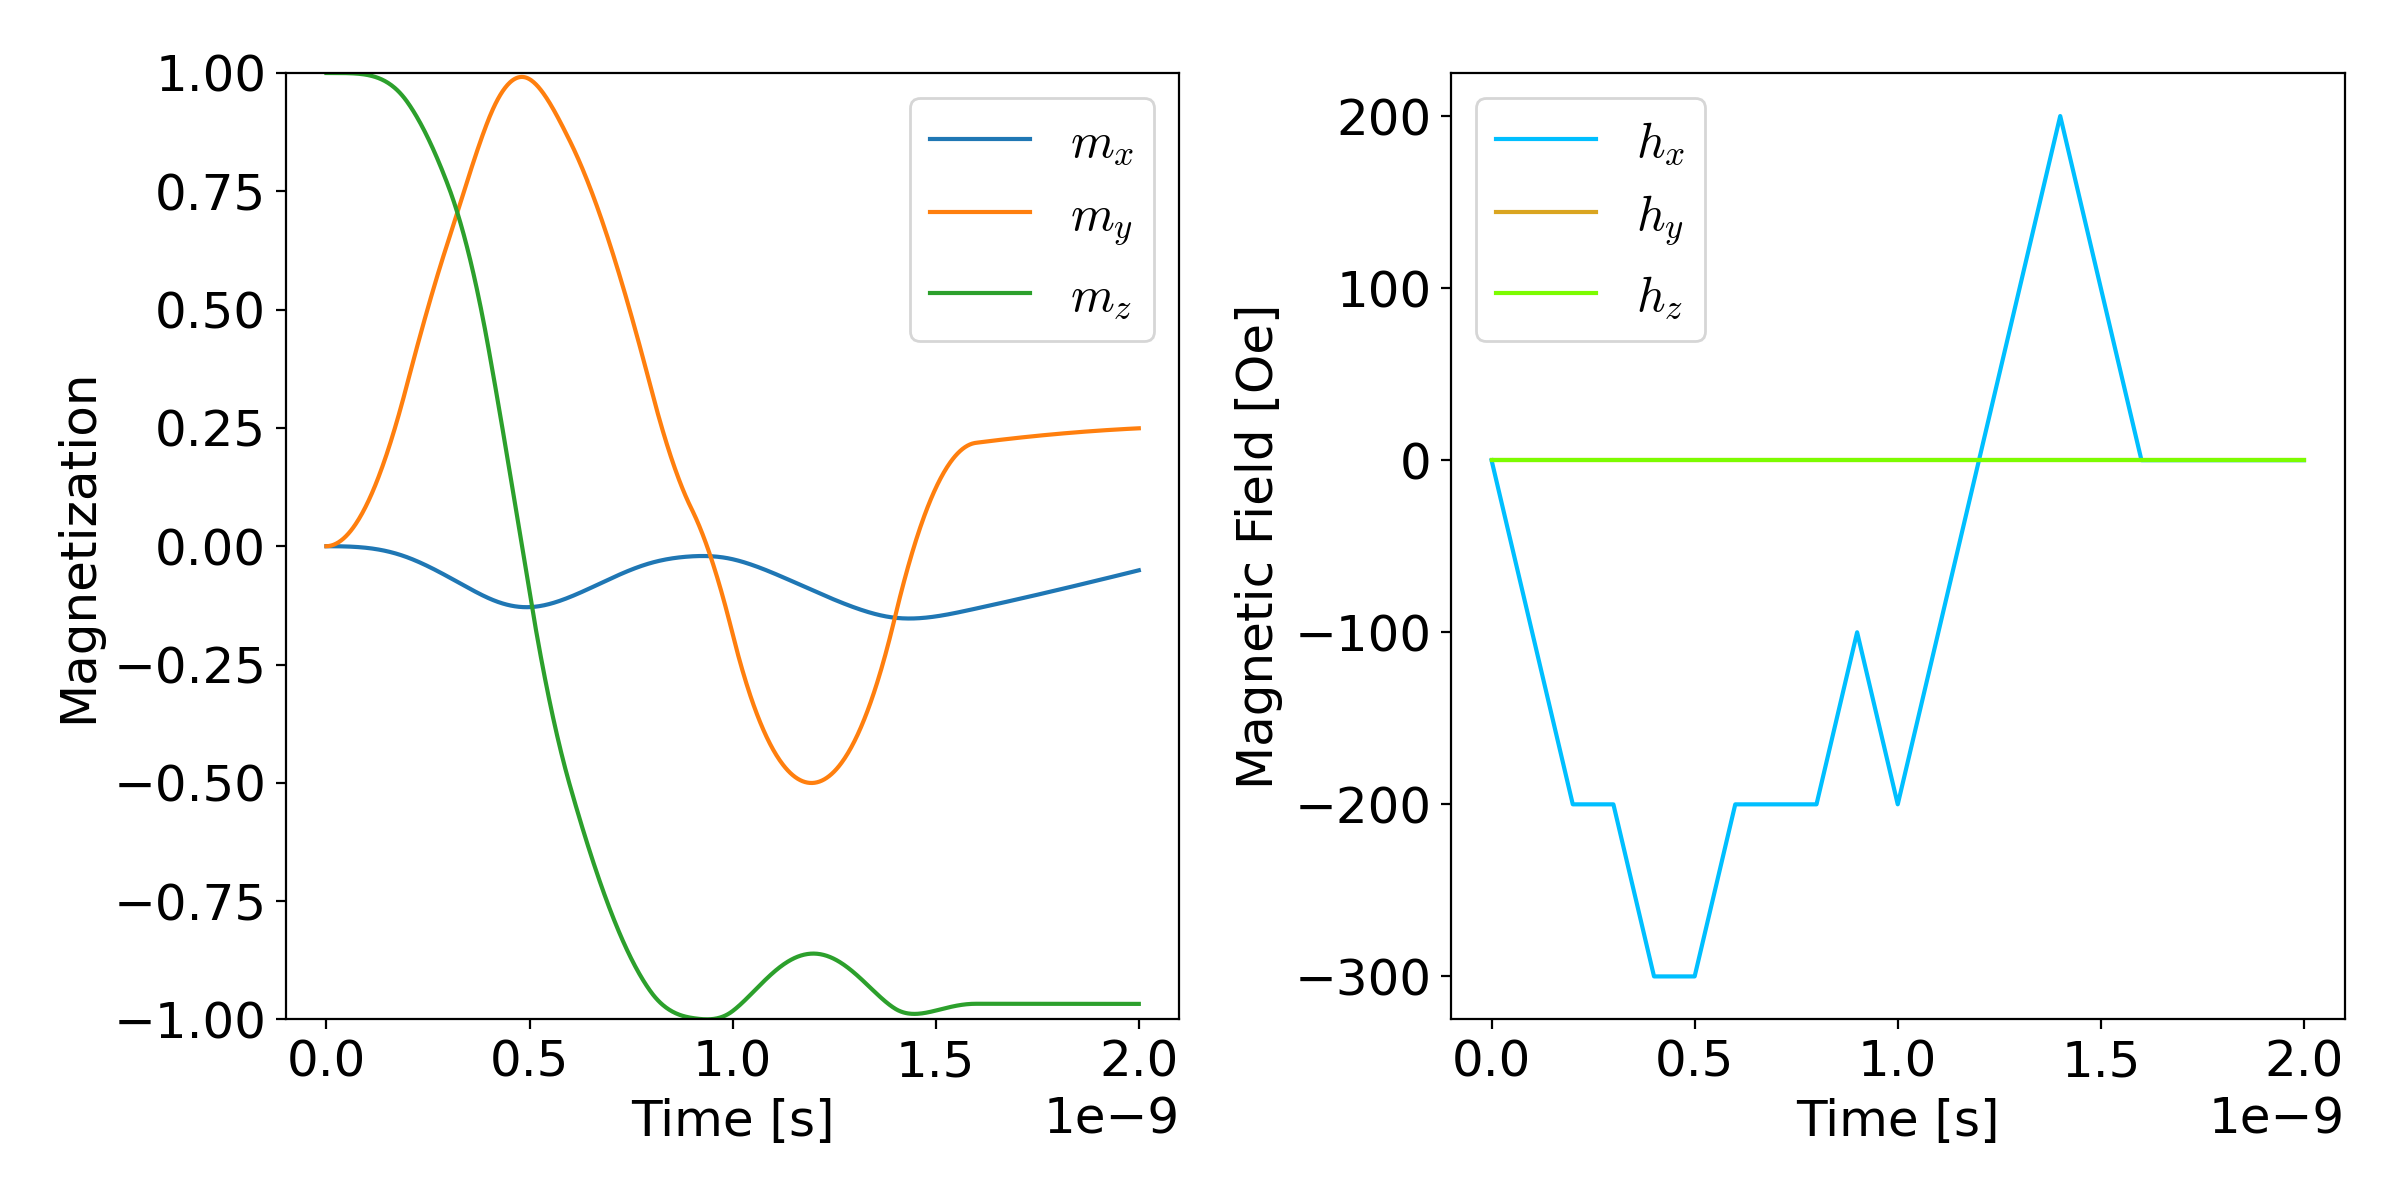 1.00
0.75
0.50
0.25
0.00
−0.25
−0.50
−0.75
−1.00
Magnetization
0.0 0.5 1.0 1.5 2.0
Time [s]
1e−9
m_x
m_y
m_z
200
100
0
−100
−200
−300
Magnetic Field [Oe]
0.0 0.5 1.0 1.5 2.0
Time [s]
1e−9
h_x
h_y
h_z